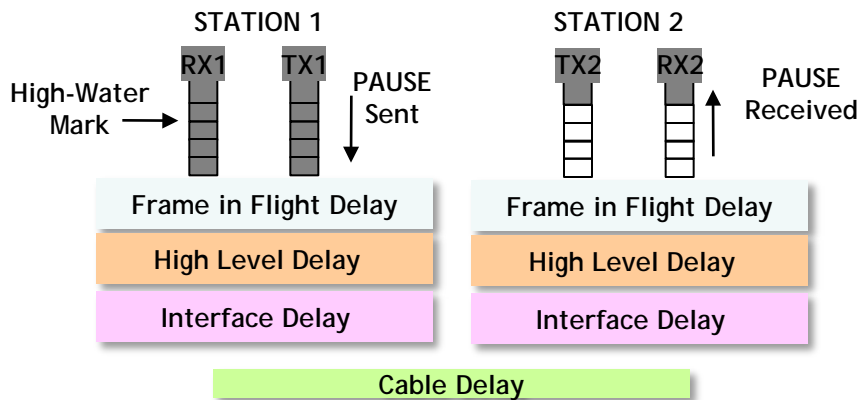 STATION 1
STATION 2
RX1
TX1
TX2
RX2
High-Water
Mark
PAUSE
Sent
PAUSE
Received
Frame in Flight Delay
Frame in Flight Delay
High Level Delay
High Level Delay
Interface Delay
Interface Delay
Cable Delay